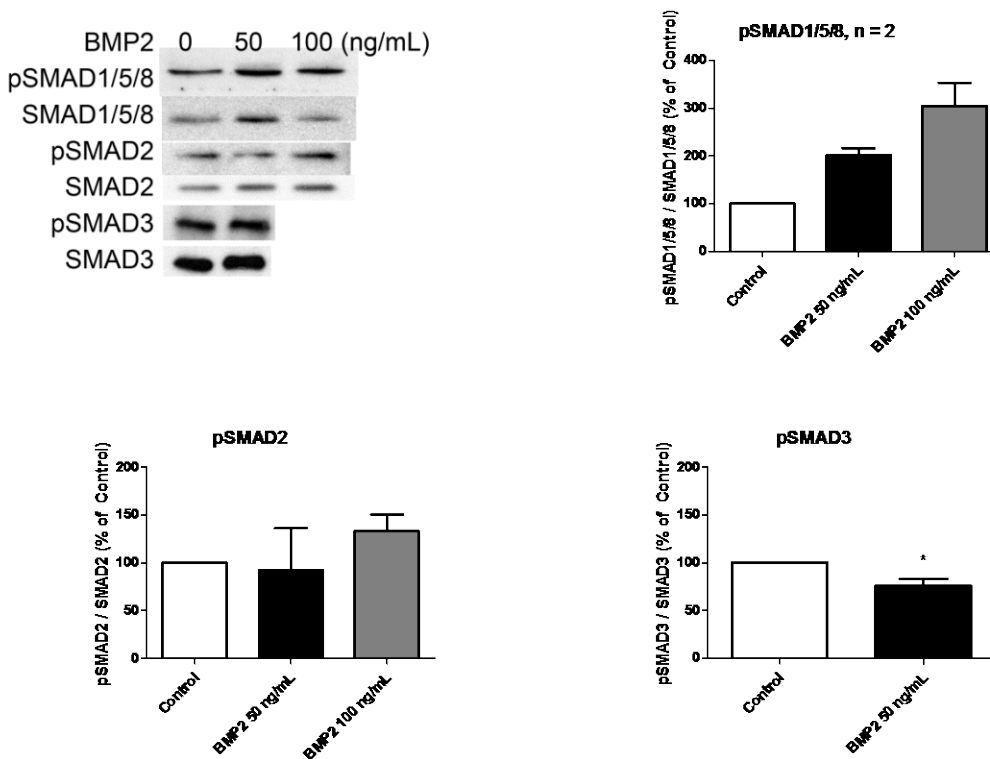 BMP2 0 50 100 (ng/mL)
pSMAD1/5/8
SMAD1/5/8
pSMAD2
SMAD2
pSMAD3
SMAD3
pSMAD1/5/8, n = 2
pSMAD1/5/8 / SMAD1/5/8 (% of Control)
400
300
200
100
0
Control
BMP2 50 ng/mL
BMP2 100 ng/mL
pSMAD2
pSMAD2 / SMAD2 (% of Control)
200
150
100
50
0
Control
BMP2 50 ng/mL
BMP2 100 ng/mL
pSMAD3
pSMAD3 / SMAD3 (% of Control)
200
150
100
50
0
*
Control
BMP2 50 ng/mL